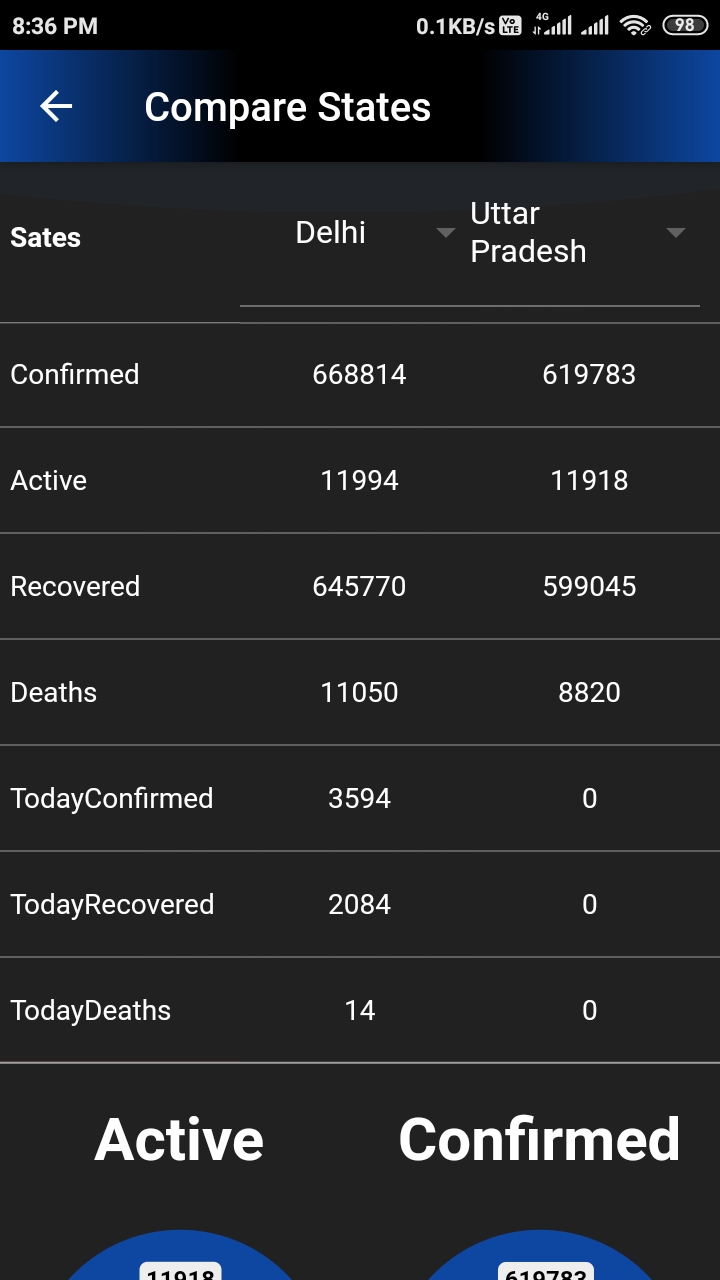 8:36 PM 0.1KB/s Vo LTE 4G 98
Compare States
Sates Delhi Uttar
Pradesh
Confirmed 668814 619783
Active 11994 11918
Recovered 645770 599045
Deaths 11050 8820
TodayConfirmed 3594 0
TodayRecovered 2084 0
TodayDeaths 14 0
Active Confirmed
11918 619783